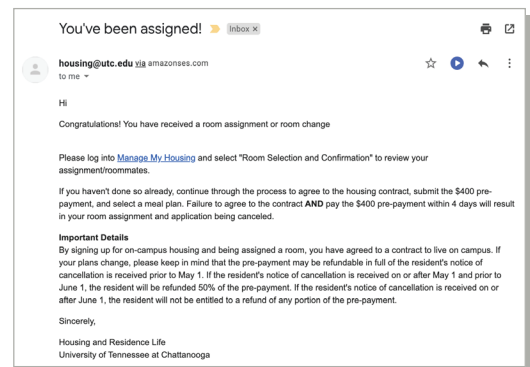 You've been assigned! Inbox ×
housing@utc.edu via amazonses.com
to me
Hi
Congratulations! You have received a room assignment or room change
Please log into Manage My Housing and select "Room Selection and Confirmation" to review your
assignment/roommates.
If you haven't done so already, continue through the process to agree to the housing contract, submit the $400 pre-
payment, and select a meal plan. Failure to agree to the contract AND pay the $400 pre-payment within 4 days will result
in your room assignment and application being canceled.
Important Details
By signing up for on-campus housing and being assigned a room, you have agreed to a contract to live on campus. If
your plans change, please keep in mind that the pre-payment may be refundable in full of the resident's notice of
cancellation is received prior to May 1. If the resident's notice of cancellation is received on or after May 1 and prior to
June 1, the resident will be refunded 50% of the pre-payment. If the resident's notice of cancellation is received on or
after June 1, the resident will not be entitled to a refund of any portion of the pre-payment.
Sincerely,
Housing and Residence Life
University of Tennessee at Chattanooga